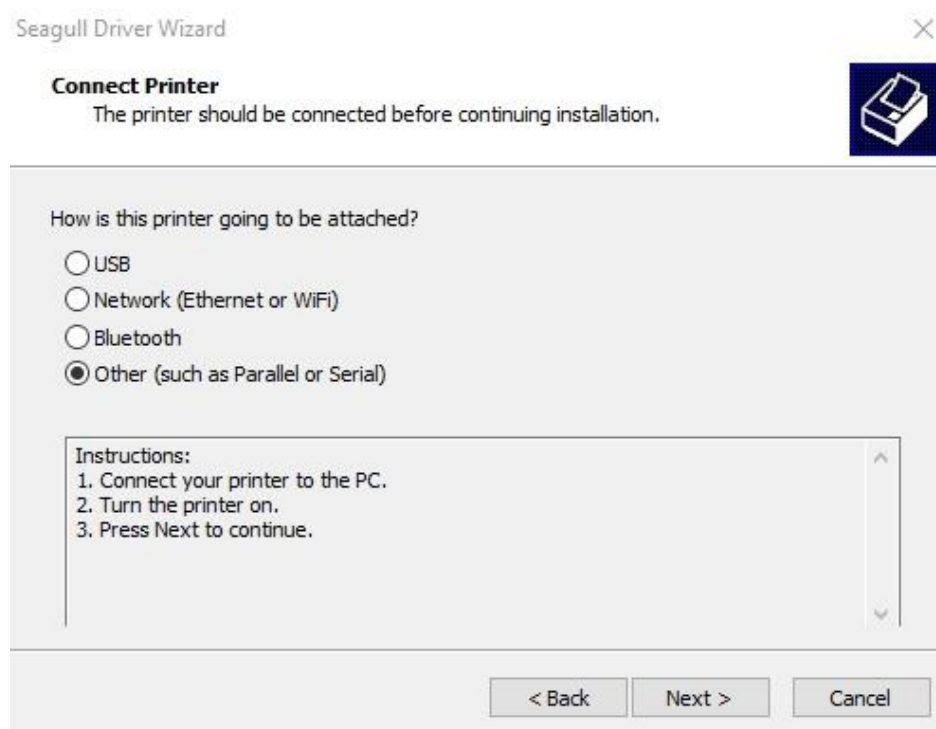 Seagull Driver Wizard
Connect Printer
The printer should be connected before continuing installation.
How is this printer going to be attached?
USB
Network (Ethernet or WiFi)
Bluetooth
Other (such as Parallel or Serial)
Instructions:
1. Connect your printer to the PC.
2. Turn the printer on.
3. Press Next to continue.
< Back Next > Cancel